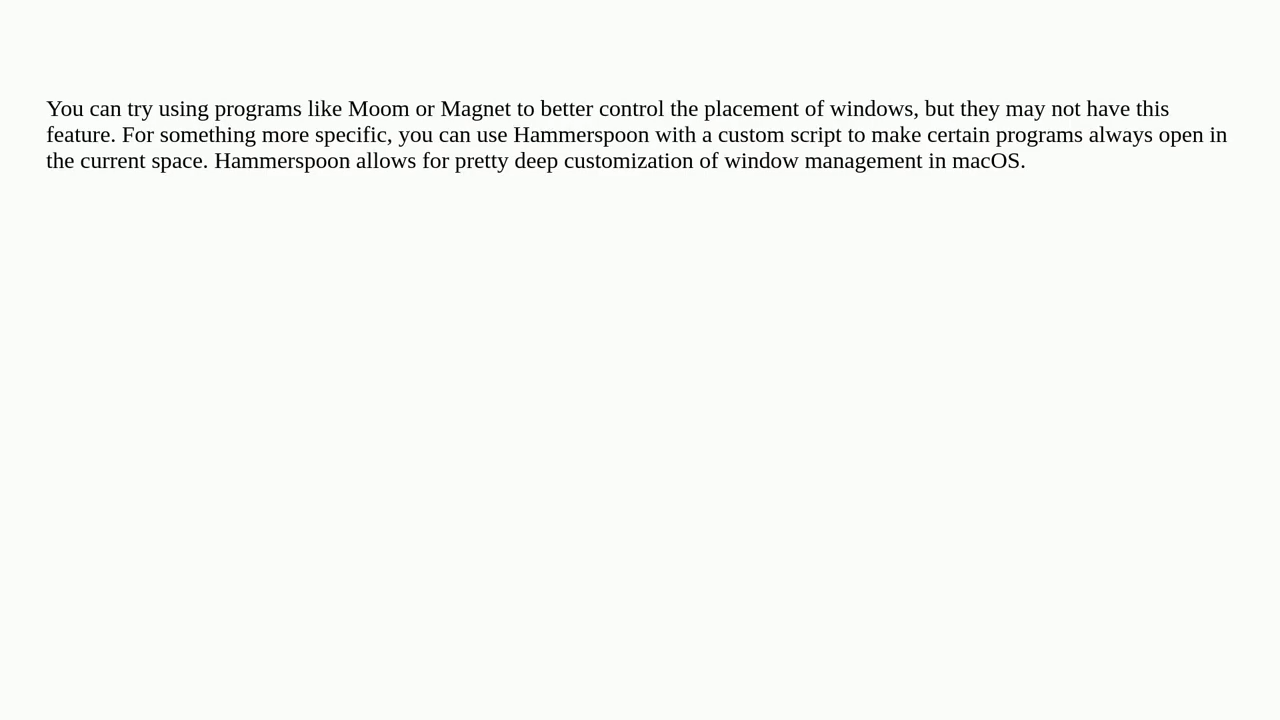 You can try using programs like Moom or Magnet to better control the placement of windows, but they may not have this
feature. For something more specific, you can use Hammerspoon with a custom script to make certain programs always open in
the current space. Hammerspoon allows for pretty deep customization of window management in macOS.